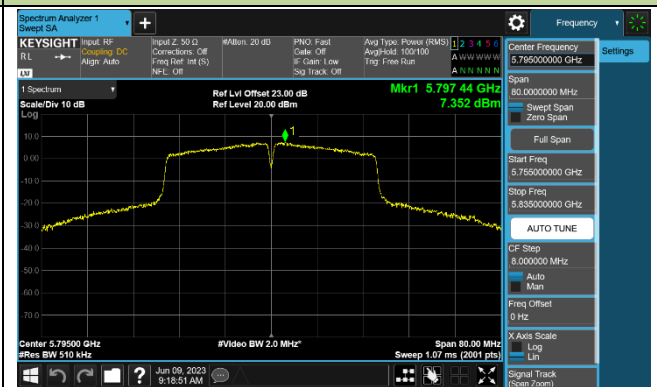 Spectrum Analyzer 1
Swept SA
+
Frequency
KEYSIGHT
RL
LXI
Input: RF
Coupling: DC
Align: Auto
Input Z: 50 Ω
Corrections: Off
Freq Ref: Int (S)
NFE: Off
#Atten: 20 dB
PNO: Fast
Gate: Off
IF Gain: Low
Sig Track: Off
Avg Type: Power (RMS)
Avg|Hold: 100/100
Trig: Free Run
1 2 3 4 5 6
A W W W W W
A N N N N N
Center Frequency
5.795000000 GHz
Settings
Span
80.0000000 MHz
Swept Span
Zero Span
Full Span
Start Freq
5.755000000 GHz
Stop Freq
5.835000000 GHz
AUTO TUNE
CF Step
8.000000 MHz
Auto
Man
Freq Offset
0 Hz
X Axis Scale
Log
Lin
Signal Track
(Span Zoom)
1 Spectrum
Scale/Div 10 dB
Log
Ref Lvl Offset 23.00 dB
Ref Level 20.00 dBm
Mkr1 5.797 44 GHz
7.352 dBm
1
10.0
0.00
-10.0
-20.0
-30.0
-40.0
-50.0
-60.0
-70.0
Center 5.79500 GHz
#Res BW 510 kHz
#Video BW 2.0 MHz*
Span 80.00 MHz
Sweep 1.07 ms (2001 pts)
?
Jun 09, 2023
9:18:51 AM